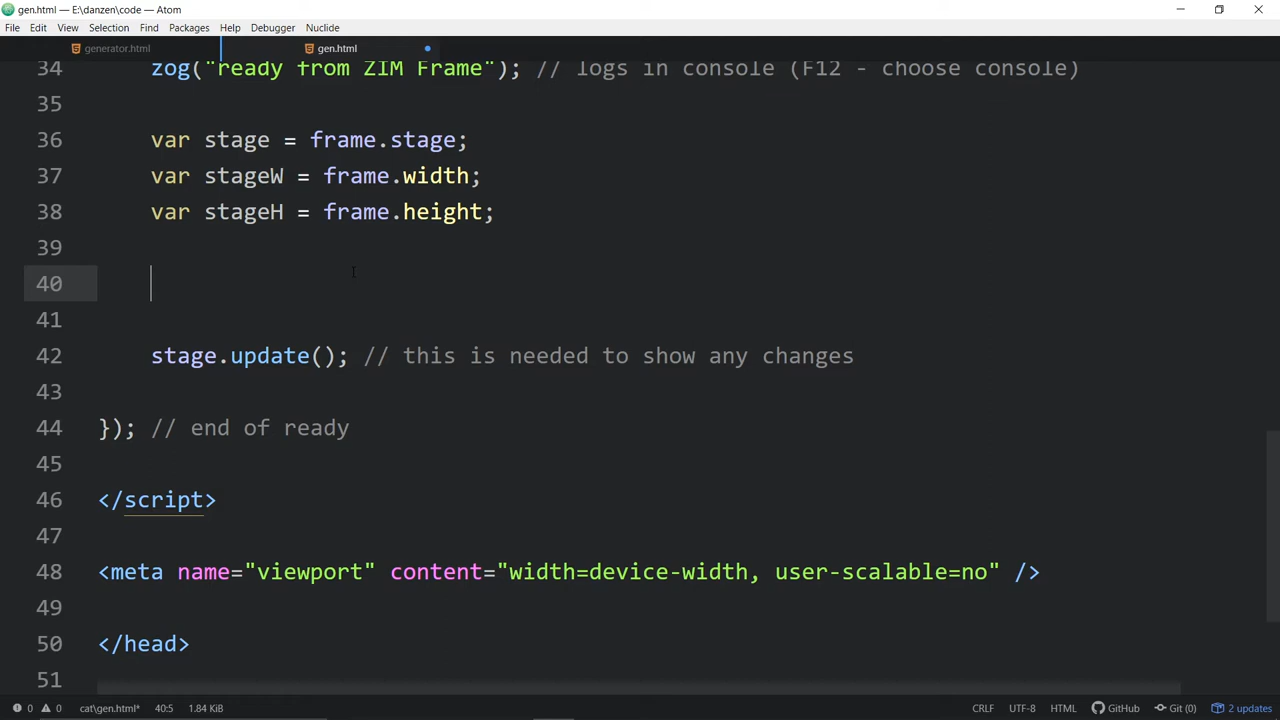 gen.html — E:\danzen\code — Atom
File Edit View Selection Find Packages Help Debugger Nuclide
generator.html gen.html
34 zog("ready from ZIM Frame"); // logs in console (F12 - choose console)
35
36 var stage = frame.stage;
37 var stageW = frame.width;
38 var stageH = frame.height;
39
40
41
42 stage.update(); // this is needed to show any changes
43
44 }); // end of ready
45
46 </script>
47
48 <meta name="viewport" content="width=device-width, user-scalable=no" />
49
50 </head>
51
0 0 cat\gen.html* 40:5 1.84 KiB CRLF UTF-8 HTML GitHub Git (0) 2 updates